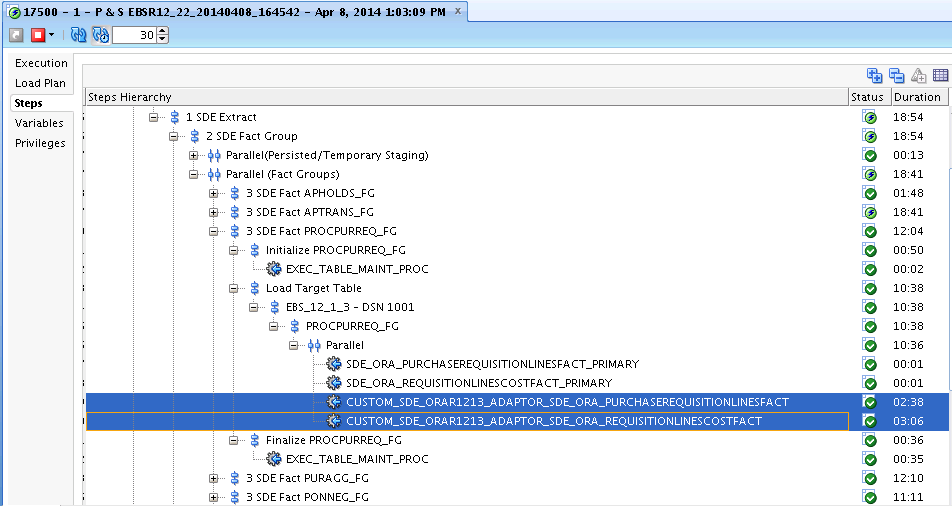 17500 - 1 - P & S EBSR12_22_20140408_164542 - Apr 8, 2014 1:03:09 PM
30
Execution
Load Plan
Steps
Variables
Privileges
Steps Hierarchy Status Duration
1 SDE Extract 18:54
2 SDE Fact Group 18:54
Parallel(Persisted/Temporary Staging) 00:13
Parallel (Fact Groups) 18:41
3 SDE Fact APHOLDS_FG 01:48
3 SDE Fact APTRANS_FG 18:41
3 SDE Fact PROCPURREQ_FG 12:04
Initialize PROCPURREQ_FG 00:50
EXEC_TABLE_MAINT_PROC 00:02
Load Target Table 10:38
EBS_12_1_3 - DSN 1001 10:38
PROCPURREQ_FG 10:38
Parallel 10:36
SDE_ORA_PURCHASEREQUISITIONLINESFACT_PRIMARY 00:01
SDE_ORA_REQUISITIONLINESCOSTFACT_PRIMARY 00:01
CUSTOM_SDE_ORAR1213_ADAPTOR_SDE_ORA_PURCHASEREQUISITIONLINESFACT 02:38
CUSTOM_SDE_ORAR1213_ADAPTOR_SDE_ORA_REQUISITIONLINESCOSTFACT 03:06
Finalize PROCPURREQ_FG 00:36
EXEC_TABLE_MAINT_PROC 00:35
3 SDE Fact PURAGG_FG 12:10
3 SDE Fact PONNEG_FG 11:11